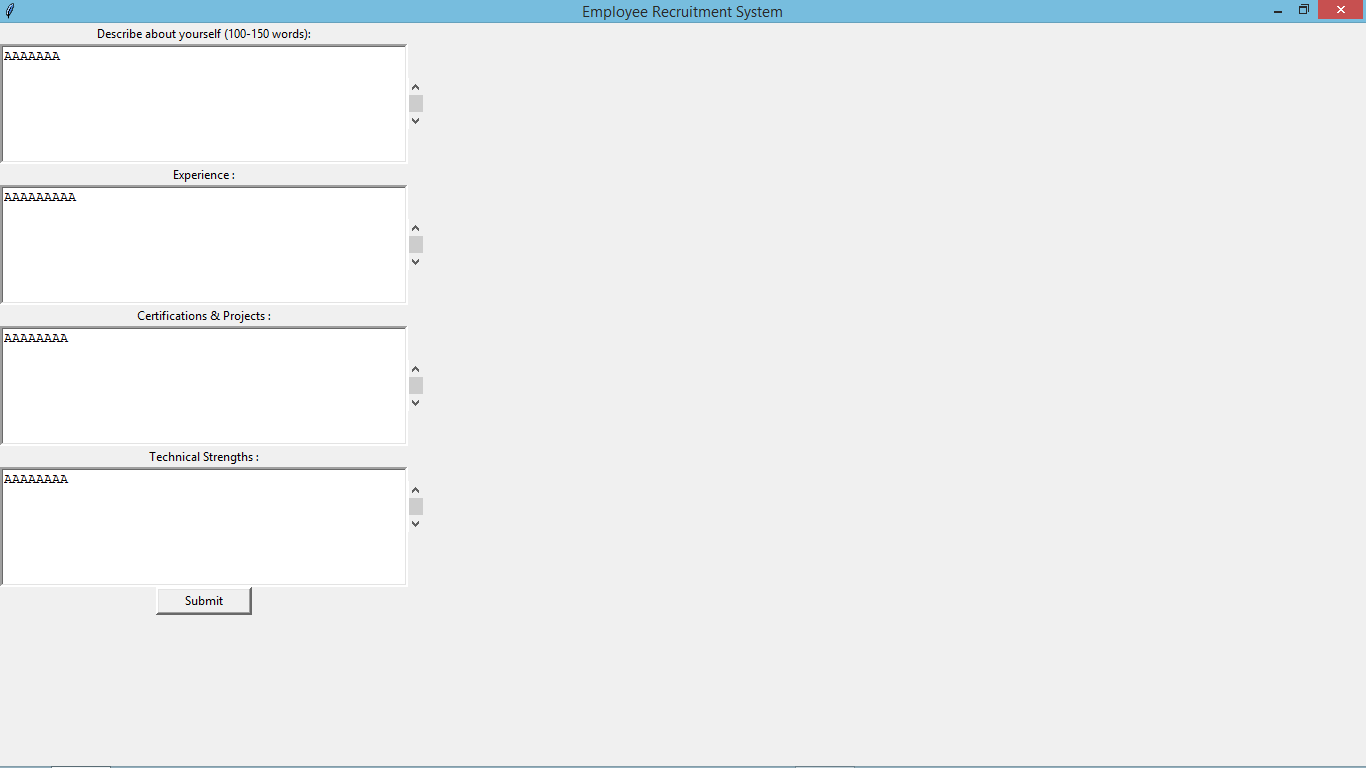 Employee Recruitment System
Describe about yourself (100-150 words):
AAAAAAA
Experience :
AAAAAAAAA
Certifications & Projects :
AAAAAAAA
Technical Strengths :
AAAAAAAA
Submit